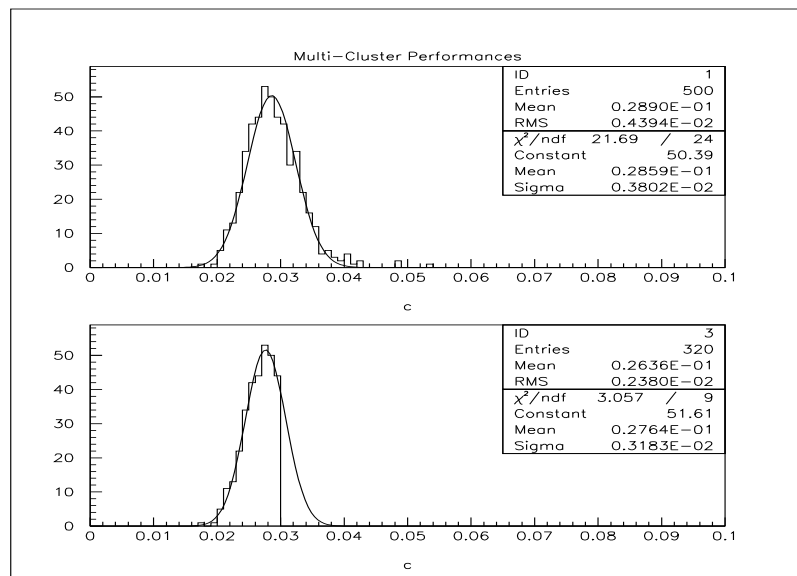 Multi-Cluster Performances
ID 1
Entries 500
Mean 0.2890E-01
RMS 0.4394E-02
χ²/ndf 21.69 / 24
Constant 50.39
Mean 0.2859E-01
Sigma 0.3802E-02
50
40
30
20
10
0
0 0.01 0.02 0.03 0.04 0.05 0.06 0.07 0.08 0.09 0.1
c
ID 3
Entries 320
Mean 0.2636E-01
RMS 0.2380E-02
χ²/ndf 3.057 / 9
Constant 51.61
Mean 0.2764E-01
Sigma 0.3183E-02
50
40
30
20
10
0
0 0.01 0.02 0.03 0.04 0.05 0.06 0.07 0.08 0.09 0.1
c